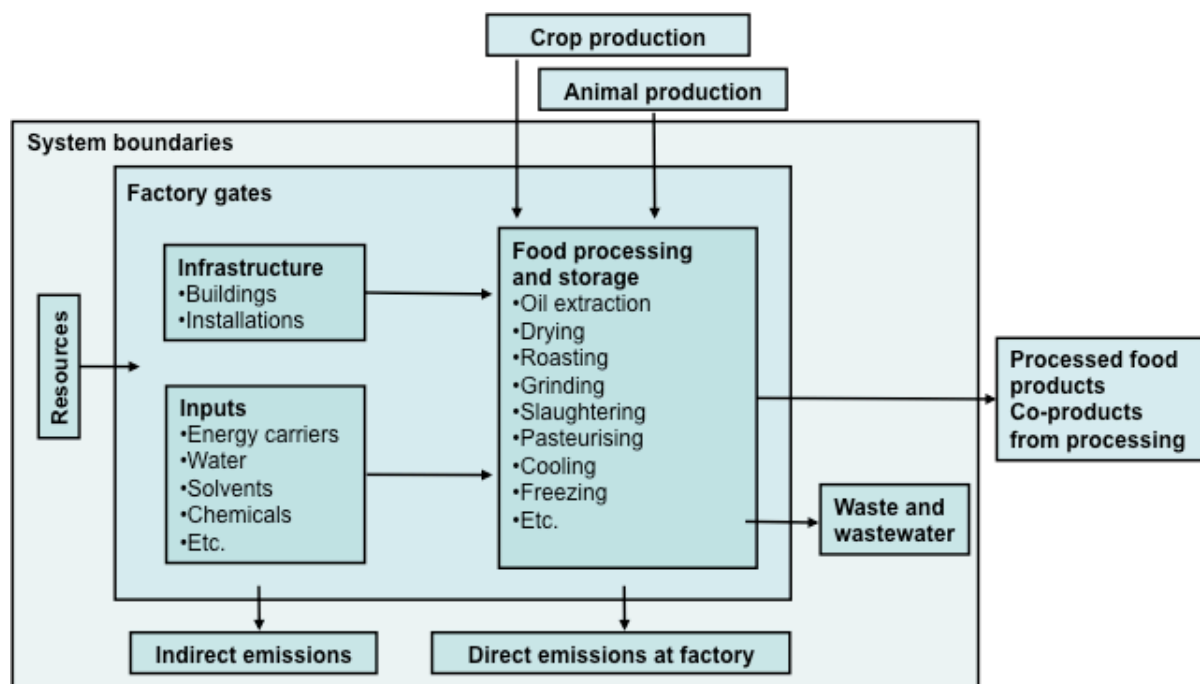 Crop production
Animal production
System boundaries
Factory gates
Infrastructure
•Buildings
•Installations
Resources
Inputs
•Energy carriers
•Water
•Solvents
•Chemicals
•Etc.
Food processing
and storage
•Oil extraction
•Drying
•Roasting
•Grinding
•Slaughtering
•Pasteurising
•Cooling
•Freezing
•Etc.
Processed food
products
Co-products
from processing
Waste and
wastewater
Indirect emissions
Direct emissions at factory